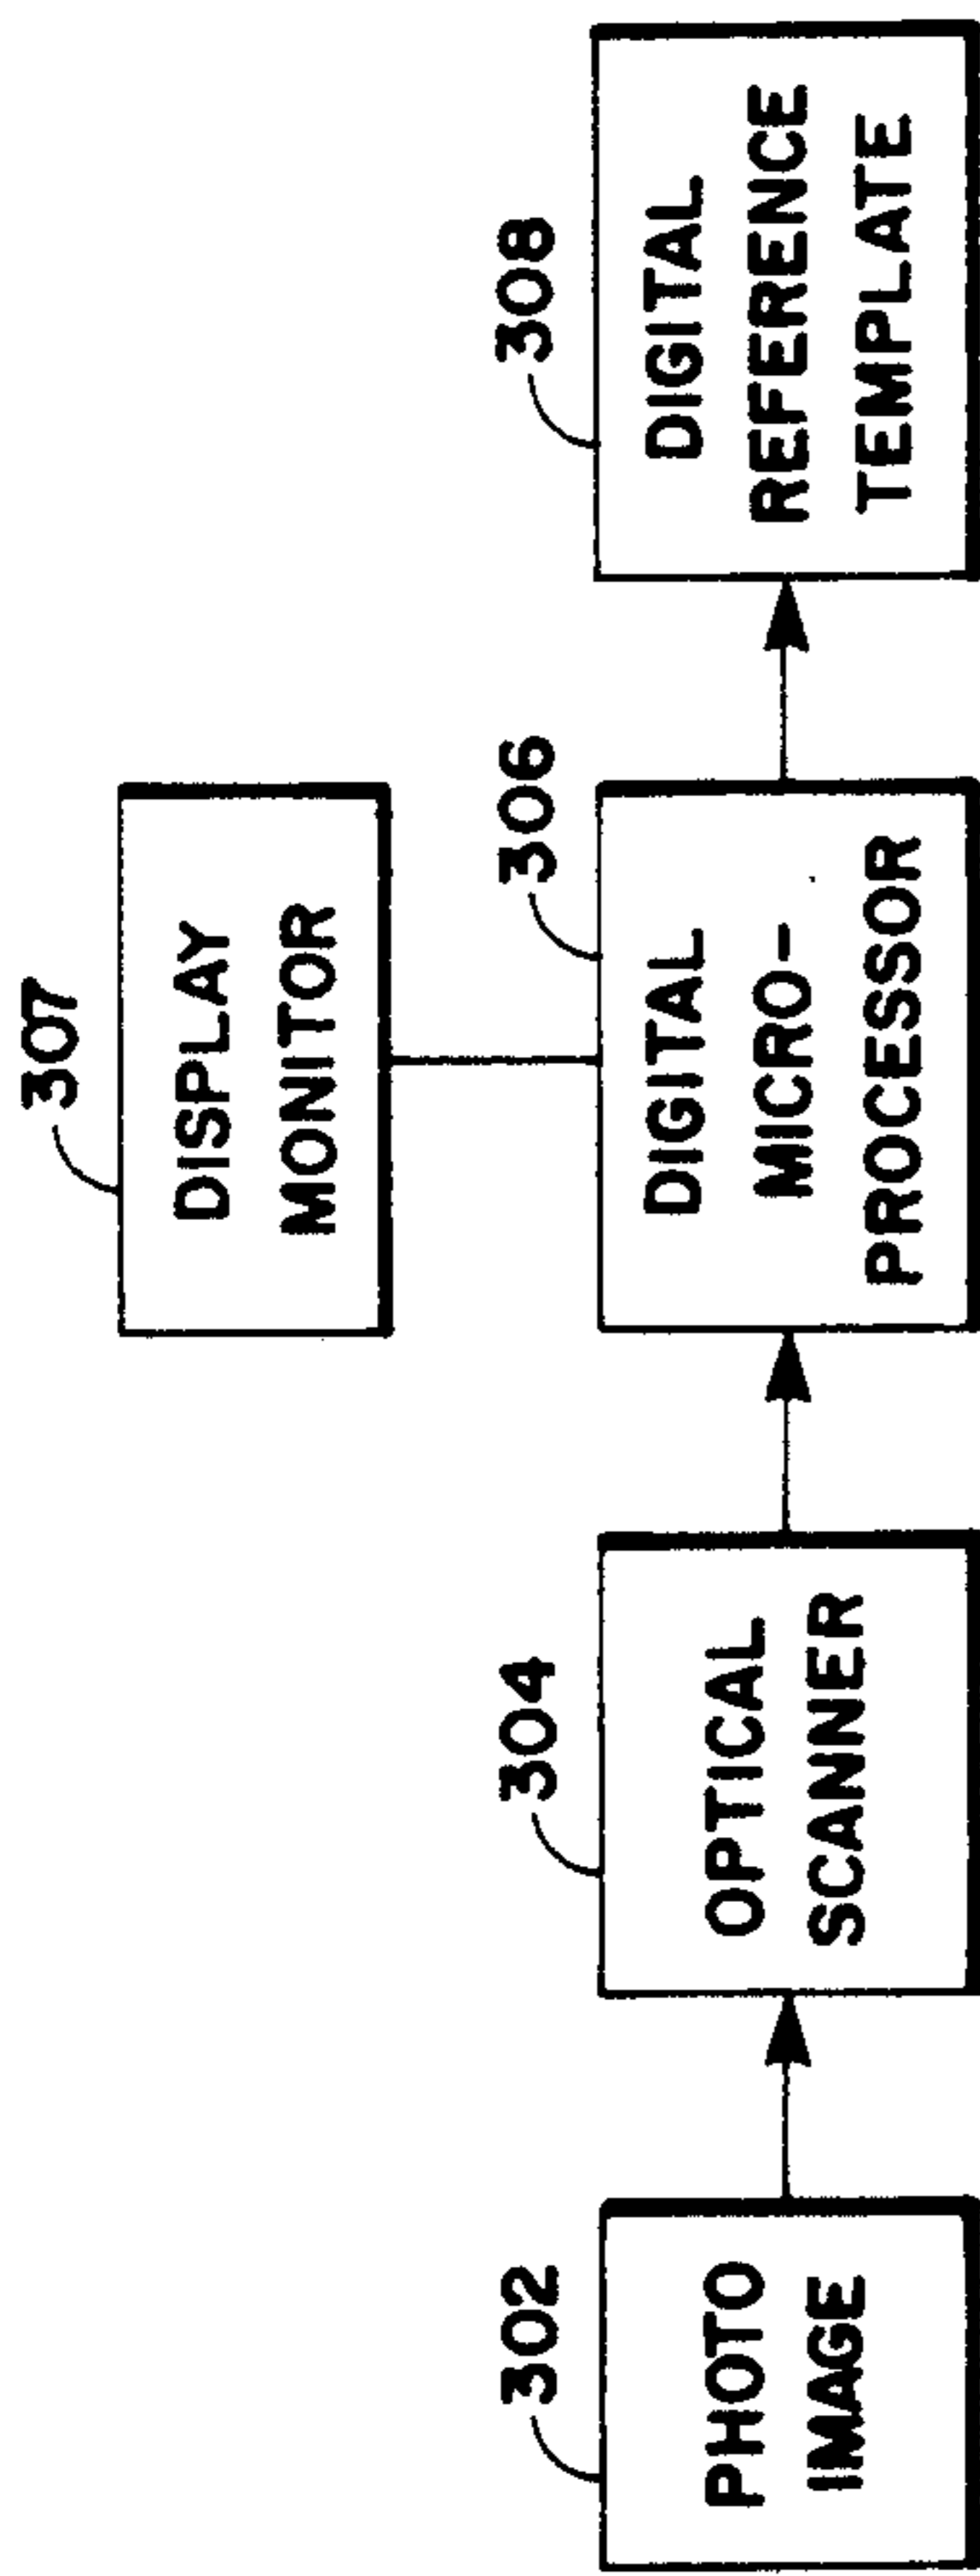 307
DISPLAY
MONITOR
302
PHOTO
IMAGE
304
OPTICAL
SCANNER
306
DIGITAL
MICRO-
PROCESSOR
308
DIGITAL
REFERENCE
TEMPLATE